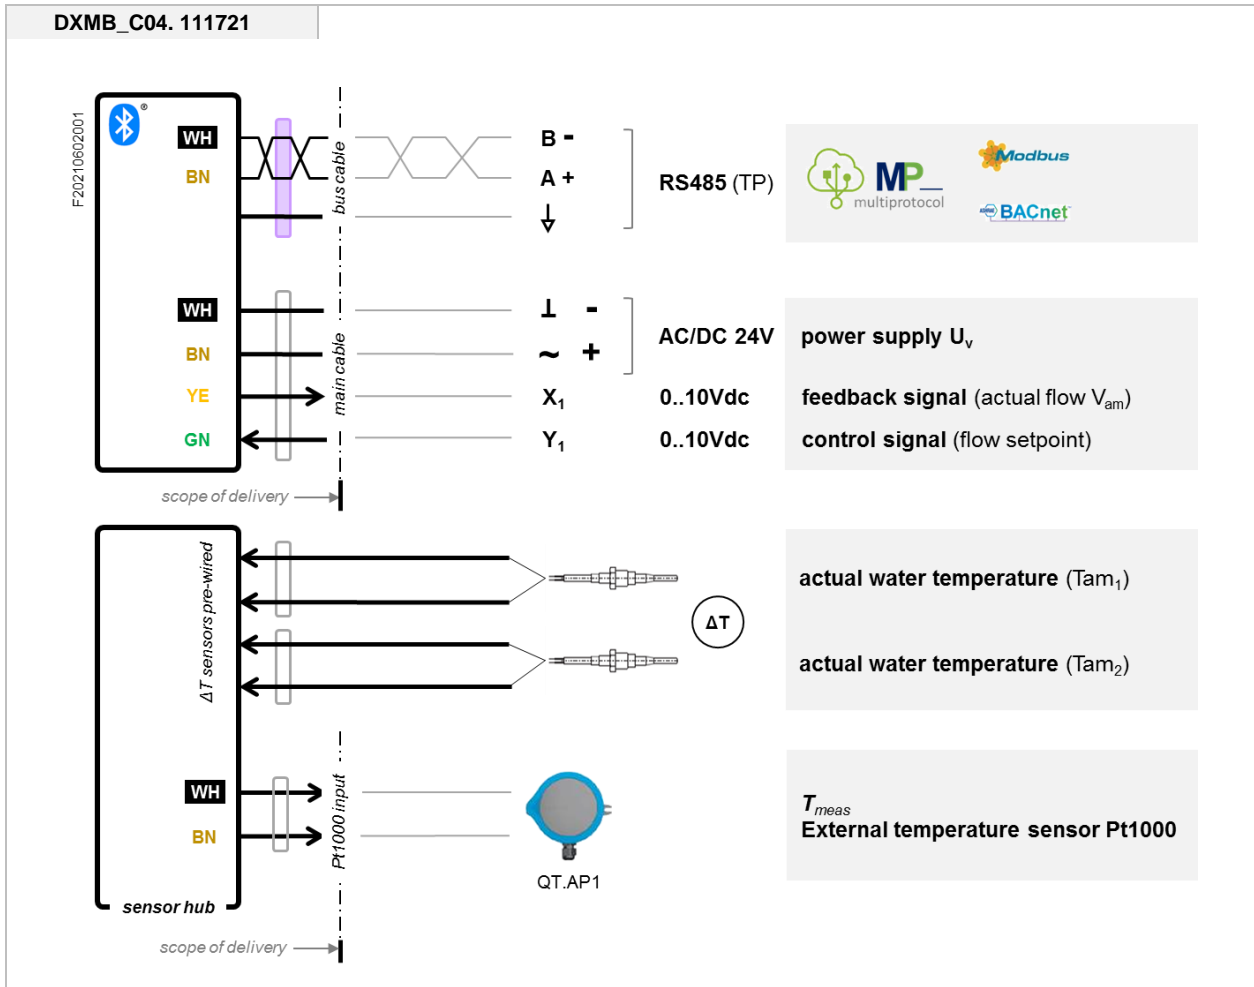 DXMB_C04. 111721
F20210602001
®
WH
BN
bus cable
B -
A +
RS485 (TP)
MP
multiprotocol
Modbus
BACnet
WH
BN
YE
GN
main cable
⊥ -
~ +
AC/DC 24V
power supply Uv
X1
0..10Vdc
feedback signal (actual flow Vam)
Y1
0..10Vdc
control signal (flow setpoint)
scope of delivery
ΔT sensors pre-wired
ΔT
actual water temperature (Tam1)
actual water temperature (Tam2)
WH
BN
Pt1000 input
QT.AP1
Tmeas
External temperature sensor Pt1000
sensor hub
scope of delivery